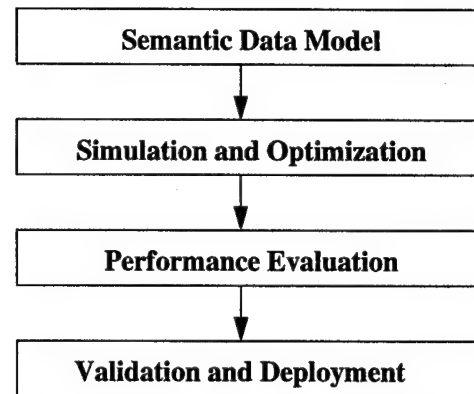 Semantic Data Model
Simulation and Optimization
Performance Evaluation
Validation and Deployment